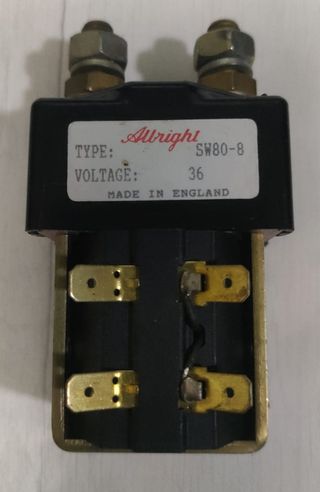 Albright
TYPE: SW80-8
VOLTAGE: 36
MADE IN ENGLAND